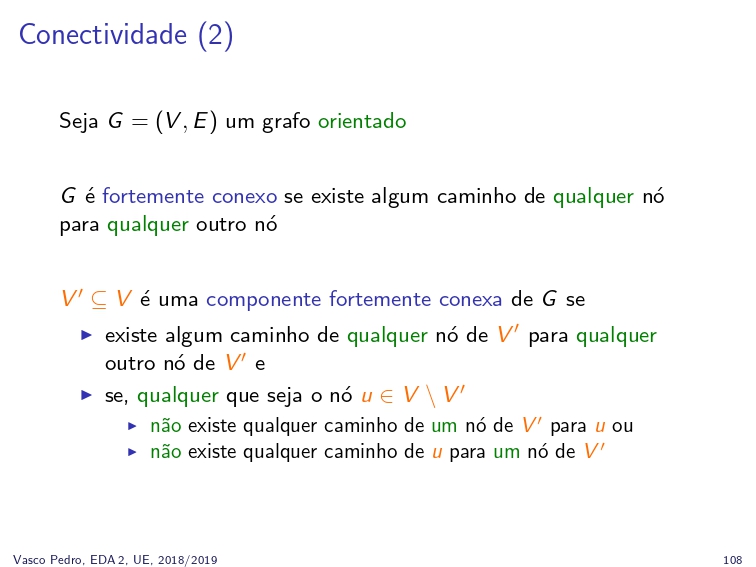 Conectividade (2)
Seja G = (V, E) um grafo orientado
G é fortemente conexo se existe algum caminho de qualquer nó
para qualquer outro nó
V′ ⊆ V é uma componente fortemente conexa de G se
▶ existe algum caminho de qualquer nó de V′ para qualquer
outro nó de V′ e
▶ se, qualquer que seja o nó u ∈ V \ V′
▶ não existe qualquer caminho de um nó de V′ para u ou
▶ não existe qualquer caminho de u para um nó de V′
Vasco Pedro, EDA 2, UE, 2018/2019
108